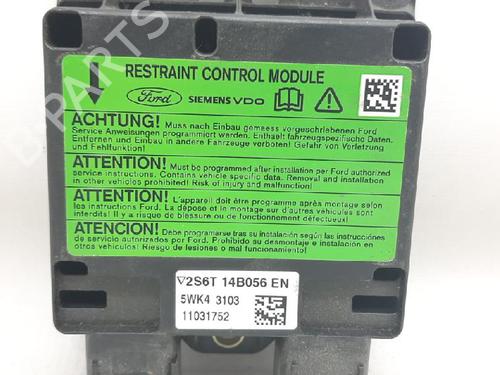 RESTRAINT CONTROL MODULE
Ford SIEMENS VDO
ACHTUNG! Muss nach Einbau gemaess vorgeschriebenen Ford
Service Anweisungen programmiert werden. Enthaelt fahrzeugspezifische Daten.
Entfernen und Einbau in andere Fahrzeuge verboten! Gefahr von Verletzung
und Fehlfunktion!
ATTENTION! Must be programmed after installation per Ford authorized
service instructions. Contains vehicle specific data. Removal and installation
in other vehicles prohibited! Risk of injury and malfunction!
ATTENTION! L'appareil doit être programmé après montage selon
les instructions Ford. La dépose et le montage sur d'autres véhicules sont
interdits! Il y a risque de blessure ou de fonctionnement défectueux!
ATENCION! Debe programarse tras su instalación según las instrucciones
de servicio autorizados por Ford. Prohibido su desmontaje e instalación en
otros vehículos! Riesgo de lesiones o mal funcionamiento!
2S6T 14B056 EN
5WK4 3103
11031752
B-PARTS